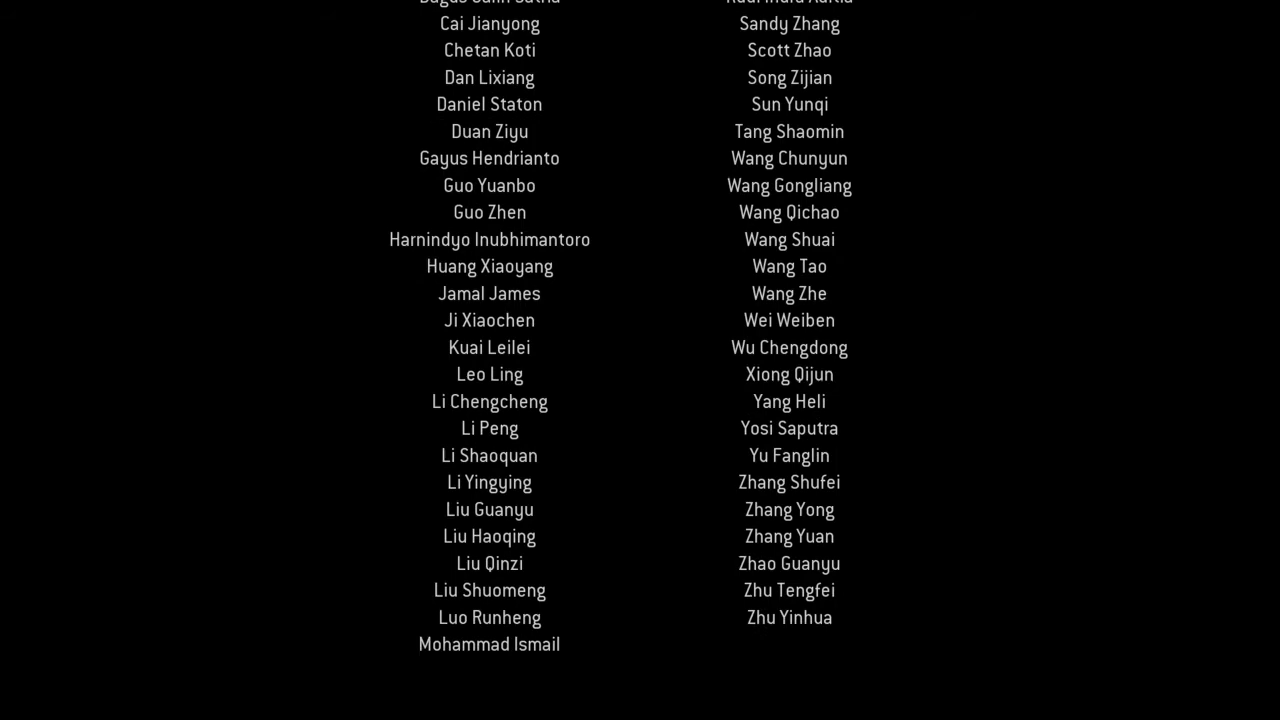 Cai Jianyong
Chetan Koti
Dan Lixiang
Daniel Staton
Duan Ziyu
Gayus Hendrianto
Guo Yuanbo
Guo Zhen
Harnindyo Inubhimantoro
Huang Xiaoyang
Jamal James
Ji Xiaochen
Kuai Leilei
Leo Ling
Li Chengcheng
Li Peng
Li Shaoquan
Li Yingying
Liu Guanyu
Liu Haoqing
Liu Qinzi
Liu Shuomeng
Luo Runheng
Mohammad Ismail
Sandy Zhang
Scott Zhao
Song Zijian
Sun Yunqi
Tang Shaomin
Wang Chunyun
Wang Gongliang
Wang Qichao
Wang Shuai
Wang Tao
Wang Zhe
Wei Weiben
Wu Chengdong
Xiong Qijun
Yang Heli
Yosi Saputra
Yu Fanglin
Zhang Shufei
Zhang Yong
Zhang Yuan
Zhao Guanyu
Zhu Tengfei
Zhu Yinhua